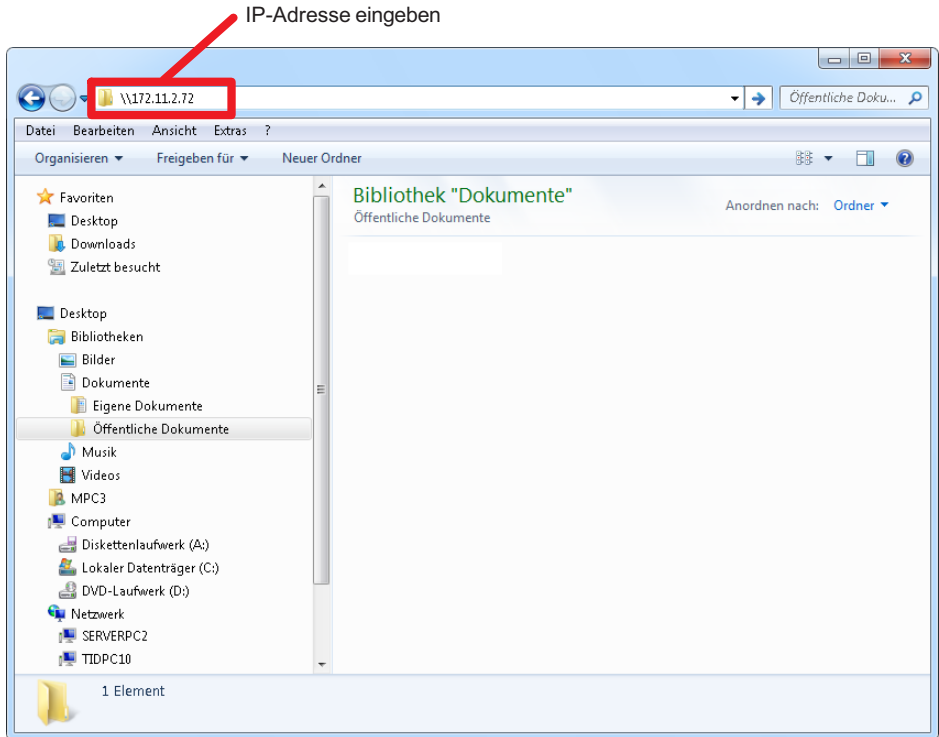 IP-Adresse eingeben
\\172.11.2.72
Öffentliche Doku...
Datei Bearbeiten Ansicht Extras ?
Organisieren Freigeben für Neuer Ordner
Favoriten
Desktop
Downloads
Zuletzt besucht
Desktop
Bibliotheken
Bilder
Dokumente
Eigene Dokumente
Öffentliche Dokumente
Musik
Videos
MPC3
Computer
Diskettenlaufwerk (A:)
Lokaler Datenträger (C:)
DVD-Laufwerk (D:)
Netzwerk
SERVERPC2
TIDPC10
Bibliothek "Dokumente"
Öffentliche Dokumente
Anordnen nach: Ordner
1 Element